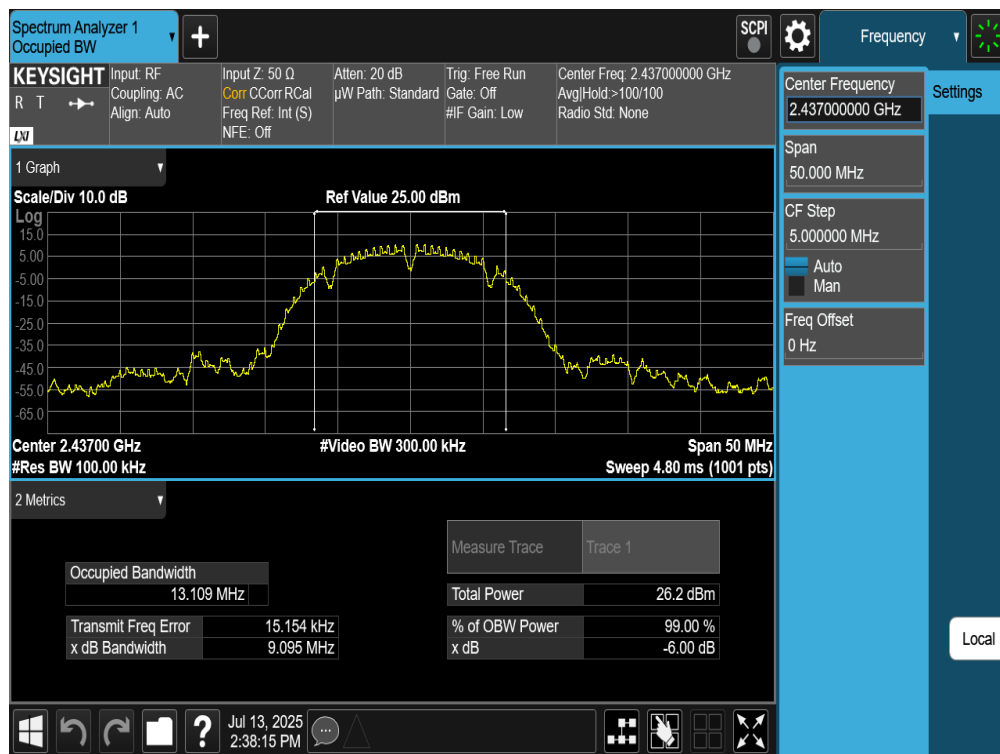 Spectrum Analyzer 1
Occupied BW
+
SCPI
Frequency
KEYSIGHT
R T
LXI
Input: RF
Coupling: AC
Align: Auto
Input Z: 50 Ω
Corr CCorr RCal
Freq Ref: Int (S)
NFE: Off
Atten: 20 dB
µW Path: Standard
Trig: Free Run
Gate: Off
#IF Gain: Low
Center Freq: 2.437000000 GHz
Avg|Hold:>100/100
Radio Std: None
Center Frequency
2.437000000 GHz
Settings
Span
50.000 MHz
CF Step
5.000000 MHz
Auto
Man
Freq Offset
0 Hz
Local
1 Graph
Scale/Div 10.0 dB
Ref Value 25.00 dBm
Log
15.0
5.00
-5.00
-15.0
-25.0
-35.0
-45.0
-55.0
-65.0
Center 2.43700 GHz
#Video BW 300.00 kHz
Span 50 MHz
#Res BW 100.00 kHz
Sweep 4.80 ms (1001 pts)
2 Metrics
Measure Trace
Trace 1
Occupied Bandwidth
13.109 MHz
Total Power
26.2 dBm
Transmit Freq Error
15.154 kHz
% of OBW Power
99.00 %
x dB Bandwidth
9.095 MHz
x dB
-6.00 dB
?
Jul 13, 2025
2:38:15 PM